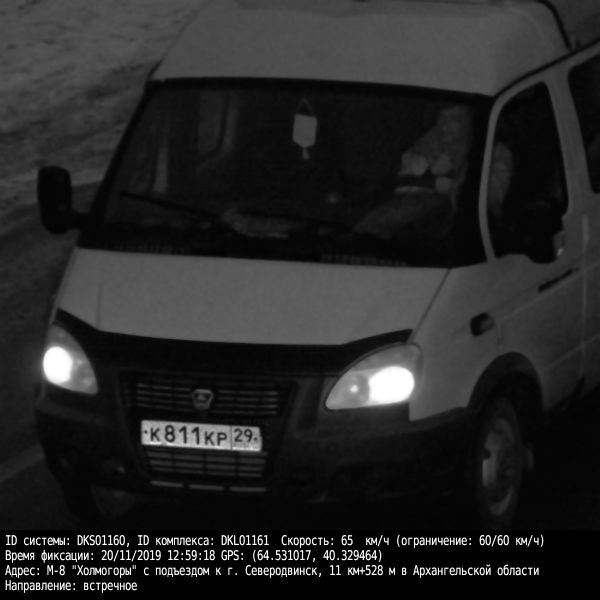 К811КР 29
ID системы: DKS01160, ID комплекса: DKL01161 Скорость: 65 км/ч (ограничение: 60/60 км/ч)
Время фиксации: 20/11/2019 12:59:18 GPS: (64.531017, 40.329464)
Адрес: М-8 "Холмогоры" с подъездом к г. Северодвинск, 11 км+528 м в Архангельской области
Направление: встречное